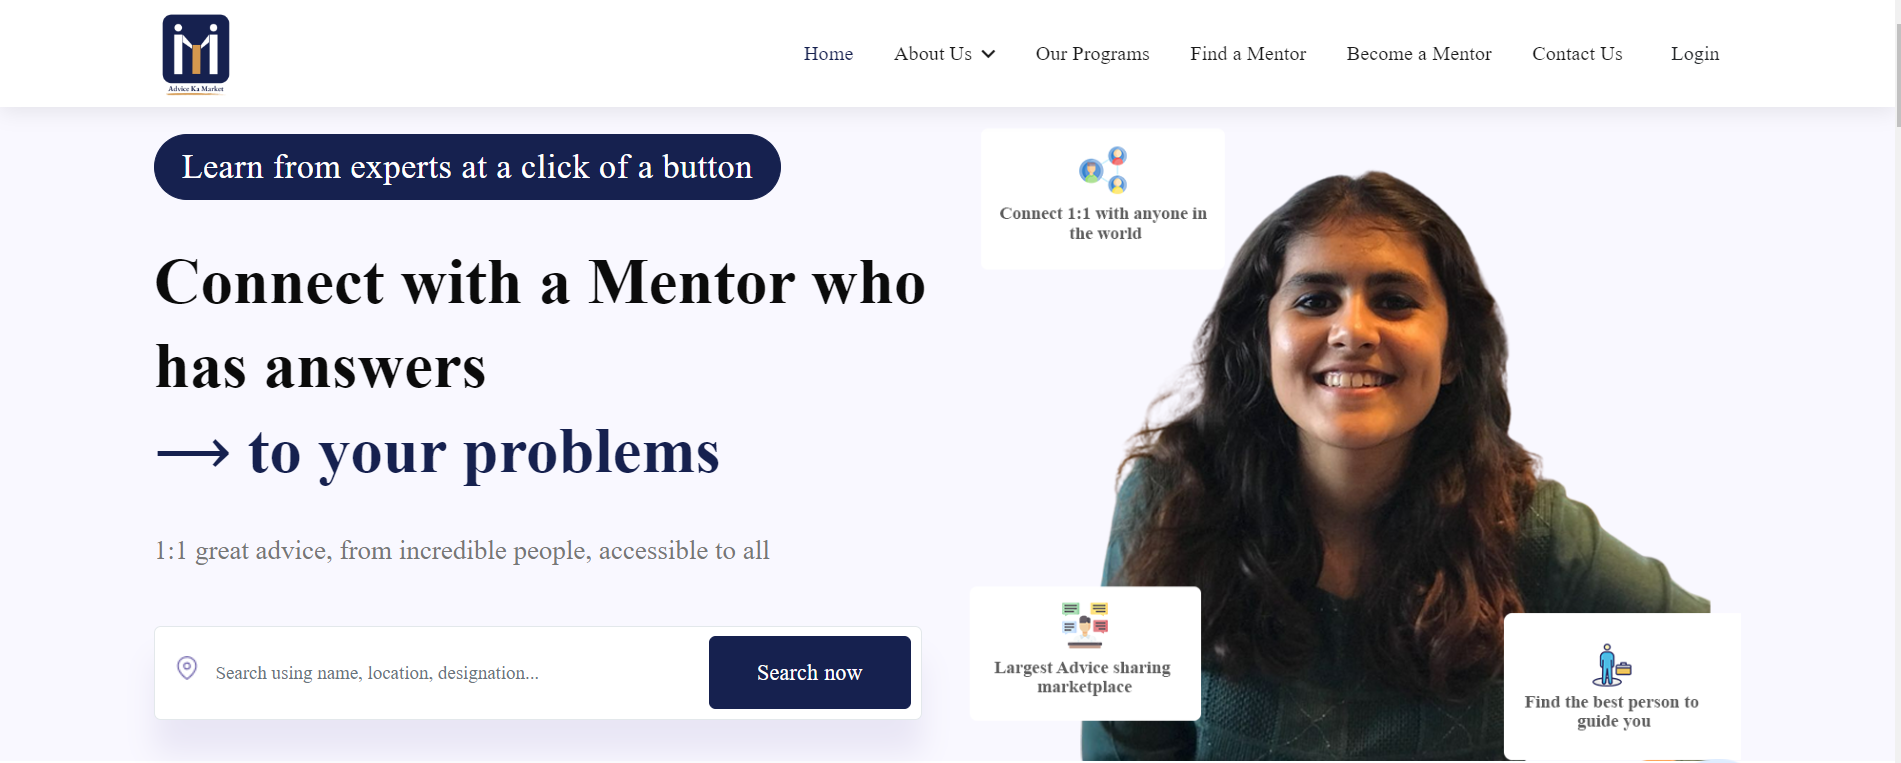 Advice Ka Market
Home
About Us
Our Programs
Find a Mentor
Become a Mentor
Contact Us
Login
Learn from experts at a click of a button
Connect with a Mentor who
has answers
⟶ to your problems
1:1 great advice, from incredible people, accessible to all
Search using name, location, designation...
Search now
Connect 1:1 with anyone in
the world
Largest Advice sharing
marketplace
Find the best person to
guide you